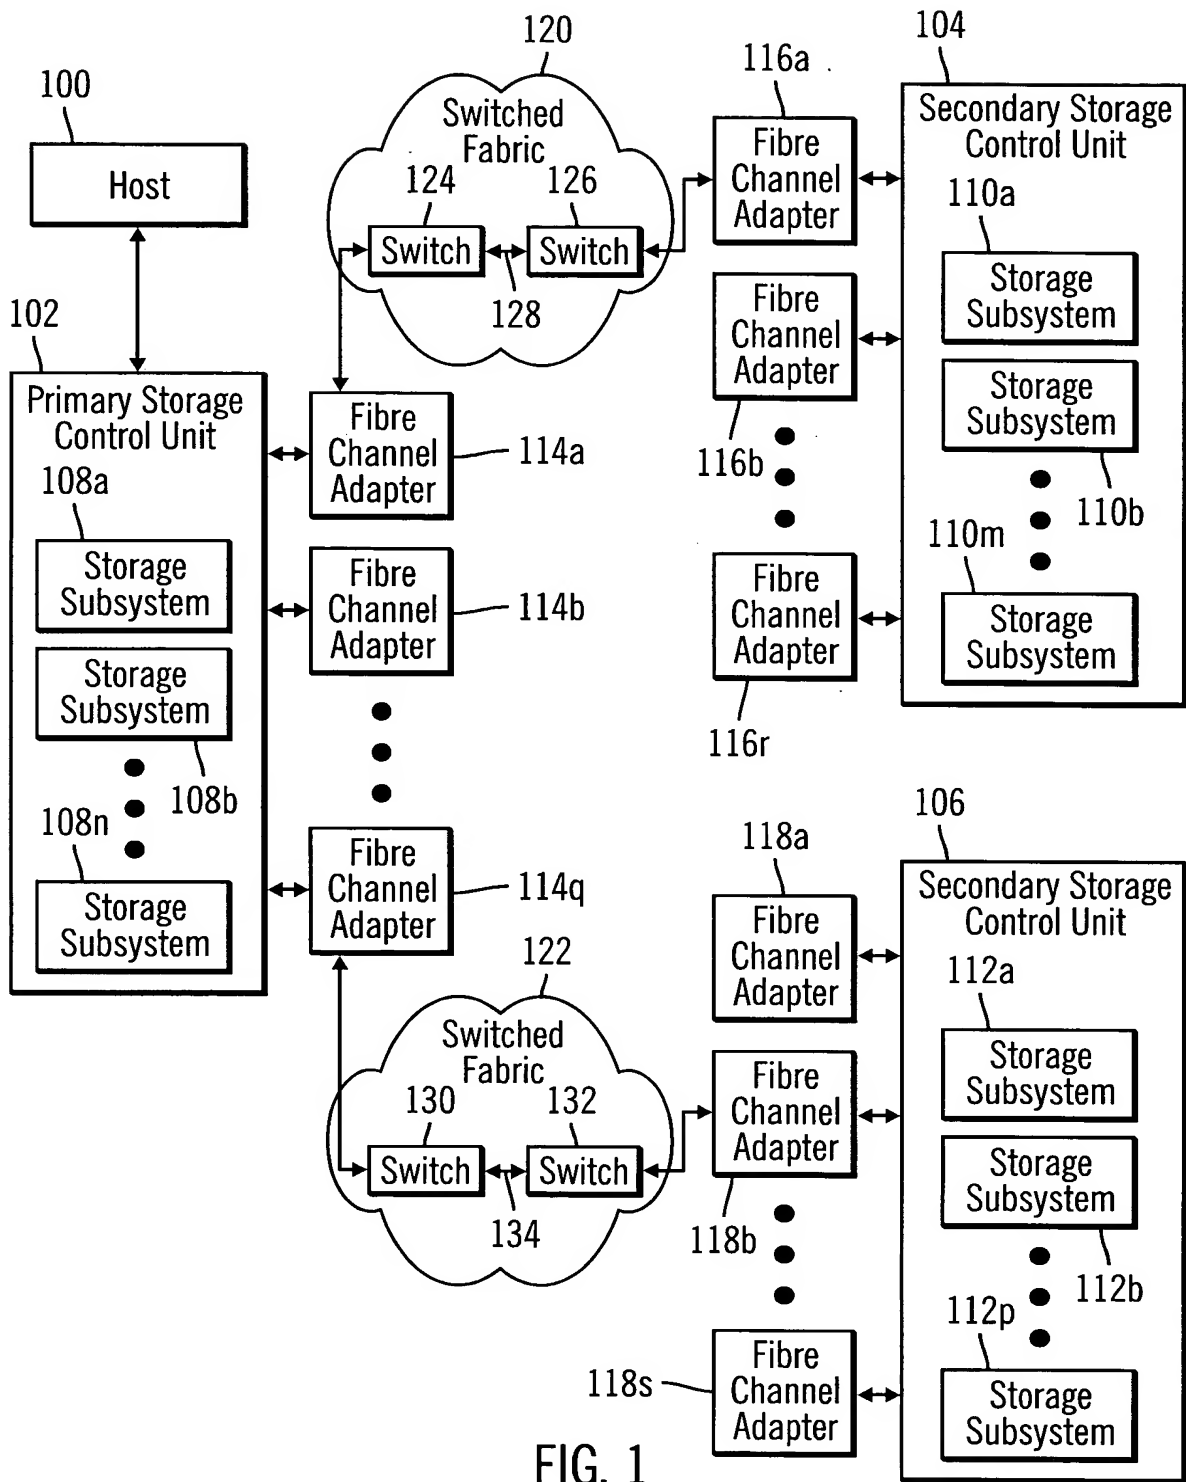 120
104
116a
100
Switched
Fabric
Fibre
Channel
Adapter
Secondary Storage
Control Unit
Host
124
126
110a
Switch
Switch
Storage
Subsystem
128
Fibre
Channel
Adapter
102
Primary Storage
Control Unit
Fibre
Channel
Adapter
114a
116b
Storage
Subsystem
110b
108a
110m
Storage
Subsystem
Fibre
Channel
Adapter
114b
Fibre
Channel
Adapter
Storage
Subsystem
Storage
Subsystem
116r
108b
108n
118a
106
Storage
Subsystem
Fibre
Channel
Adapter
114q
Fibre
Channel
Adapter
Secondary Storage
Control Unit
122
112a
Switched
Fabric
Storage
Subsystem
130
132
Fibre
Channel
Adapter
Switch
Switch
Storage
Subsystem
134
118b
112b
112p
118s
Fibre
Channel
Adapter
Storage
Subsystem
FIG. 1